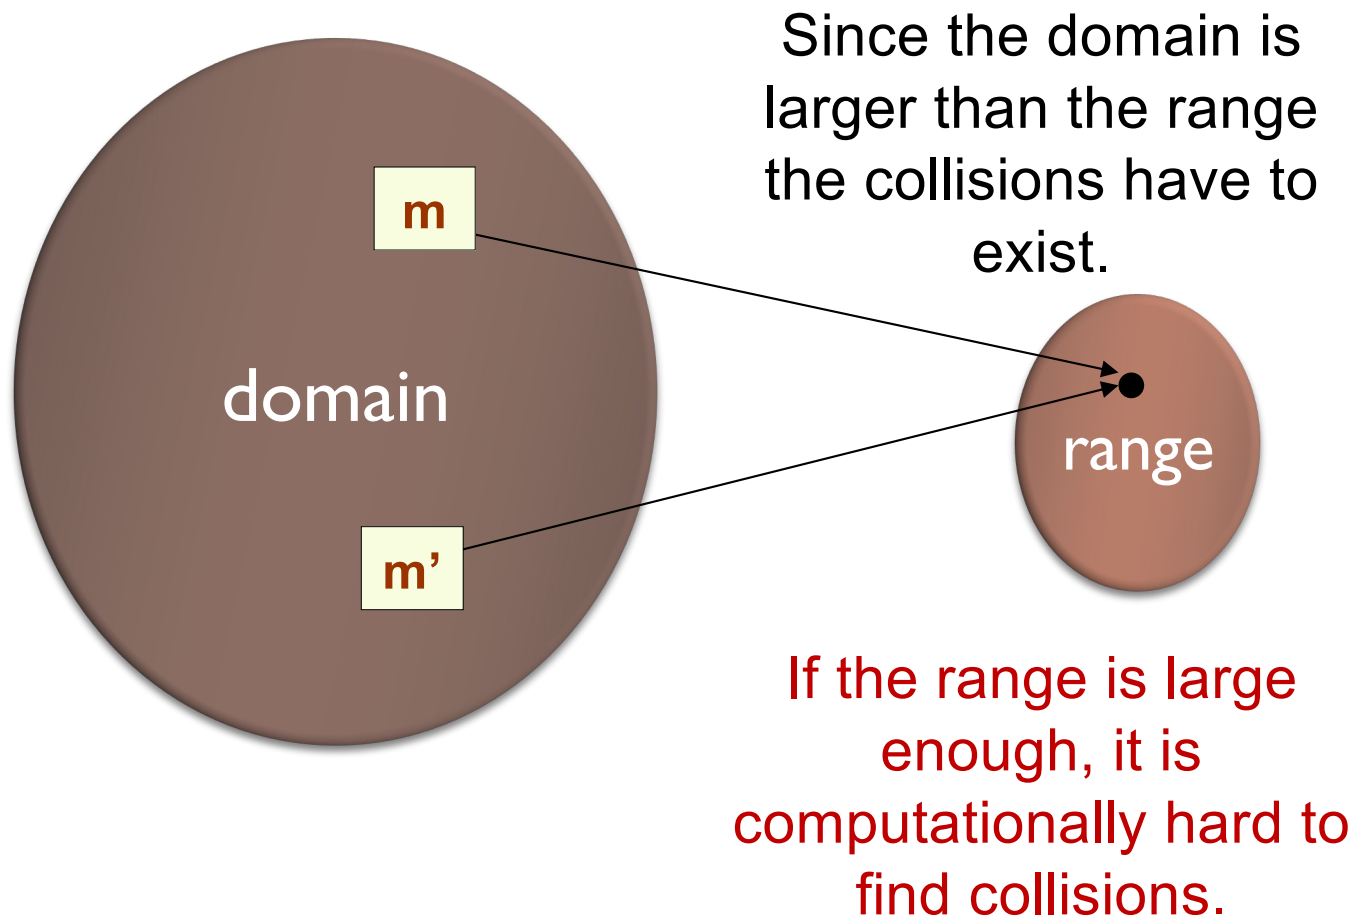 Since the domain is
larger than the range
the collisions have to
exist.
m
domain
range
m’
If the range is large
enough, it is
computationally hard to
find collisions.